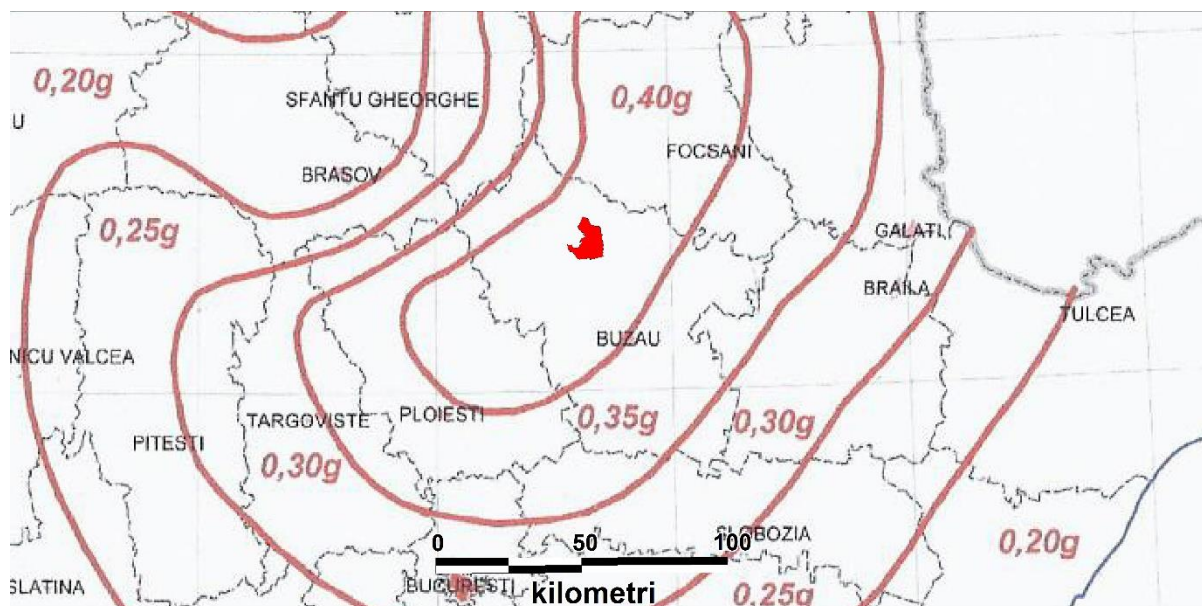 0,20g
0,40g
SFANTU GHEORGHE
U
FOCSANI
BRASOV
0,25g
GALATI
BRAILA
TULCEA
BUZAU
NICU VALCEA
PLOIESTI
TARGOVISTE
0,35g
0,30g
PITESTI
0,30g
SLOBOZIA
0 50 100
0,20g
SLATINA
BUCURESTI
kilometri
0,25g